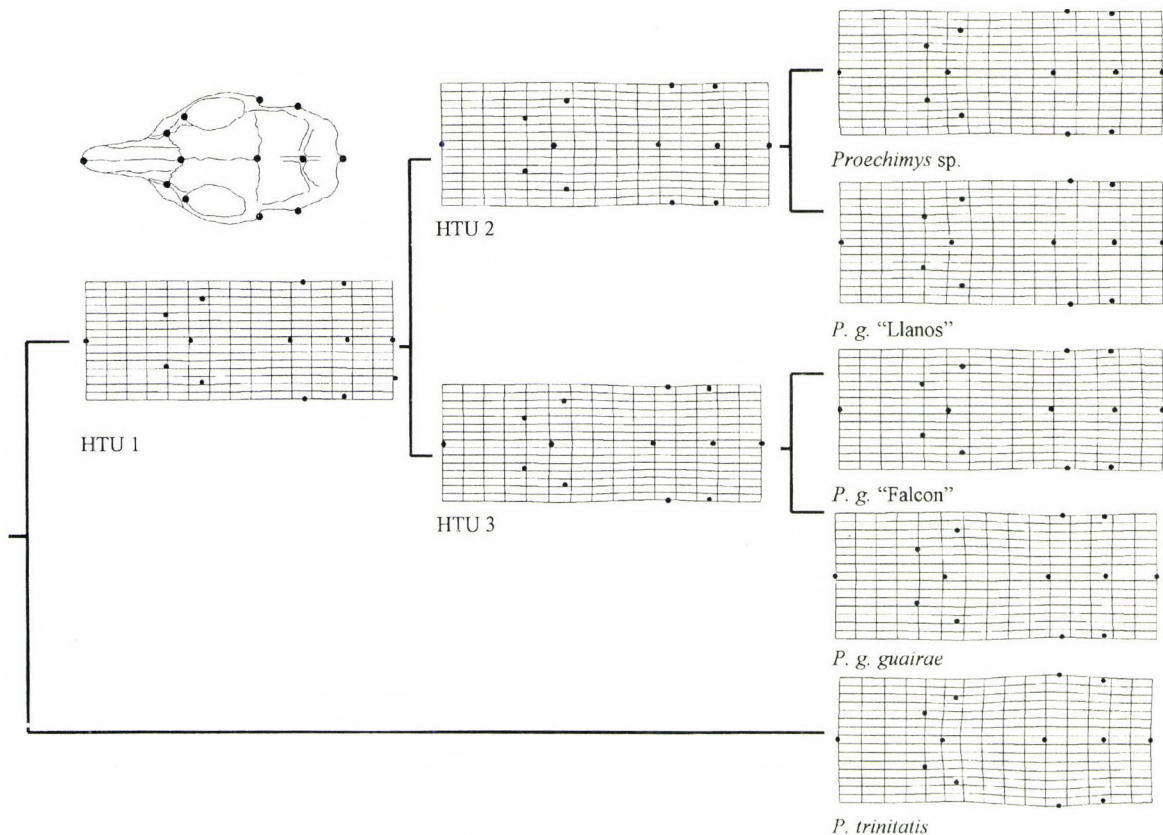 Proechimys sp.
HTU 2
P. g. “Llanos”
HTU 1
P. g. “Falcon”
HTU 3
P. g. guairae
P. trinitatis